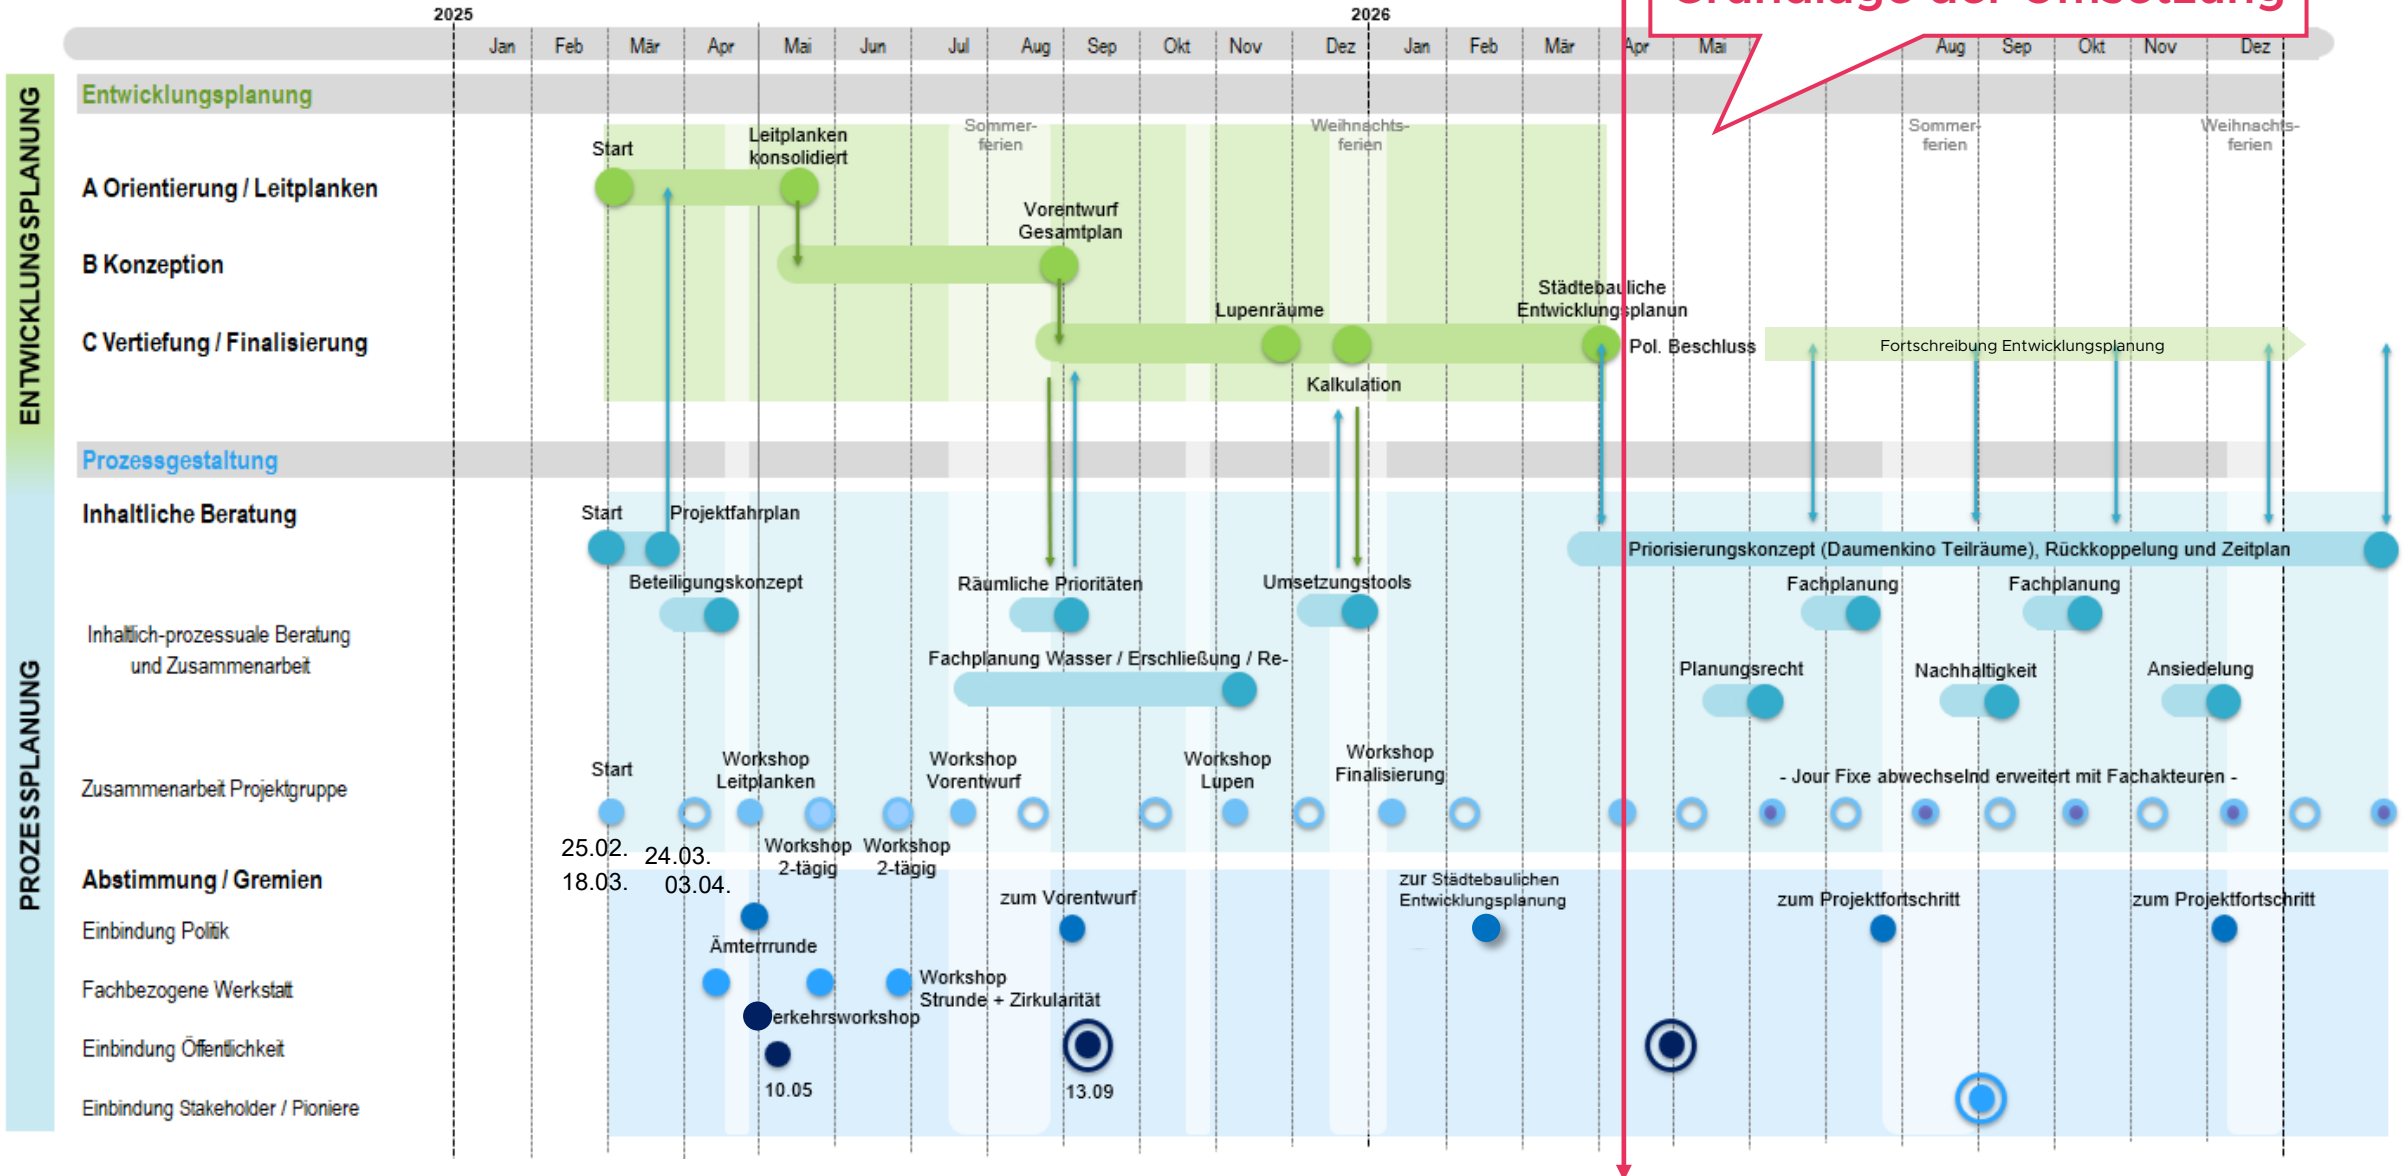 2025
2026
Grundlage der Umsetzung
Jan Feb Mär Apr Mai Jun Jul Aug Sep Okt Nov Dez Jan Feb Mär Apr Mai Aug Sep Okt Nov Dez
ENTWICKLUNGSPLANUNG
Entwicklungsplanung
Sommer-
ferien
Weihnachts-
ferien
Sommer-
ferien
Weihnachts-
ferien
Start
Leitplanken
konsolidiert
A Orientierung / Leitplanken
Vorentwurf
Gesamtplan
B Konzeption
Lupenräume
Städtebauliche
Entwicklungsplanun
C Vertiefung / Finalisierung
Pol. Beschluss
Fortschreibung Entwicklungsplanung
Kalkulation
PROZESSPLANUNG
Prozessgestaltung
Inhaltliche Beratung
Start
Projektfahrplan
Priorisierungskonzept (Daumenkino Teilräume), Rückkoppelung und Zeitplan
Beteiligungskonzept
Räumliche Prioritäten
Umsetzungstools
Fachplanung
Fachplanung
Inhaltlich-prozessuale Beratung
und Zusammenarbeit
Fachplanung Wasser / Erschließung / Re-
Planungsrecht
Nachhaltigkeit
Ansiedelung
Zusammenarbeit Projektgruppe
Start
Workshop
Leitplanken
Workshop
Vorentwurf
Workshop
Lupen
Workshop
Finalisierung
- Jour Fixe abwechselnd erweitert mit Fachakteuren -
25.02.
18.03.
24.03.
03.04.
Workshop
2-tägig
Workshop
2-tägig
Abstimmung / Gremien
Einbindung Politik
zum Vorentwurf
zur Städtebaulichen
Entwicklungsplanung
zum Projektfortschritt
zum Projektfortschritt
Ämterrrunde
Fachbezogene Werkstatt
Workshop
Strunde + Zirkularität
erkehrsworkshop
Einbindung Öffentlichkeit
10.05
13.09
Einbindung Stakeholder / Pioniere